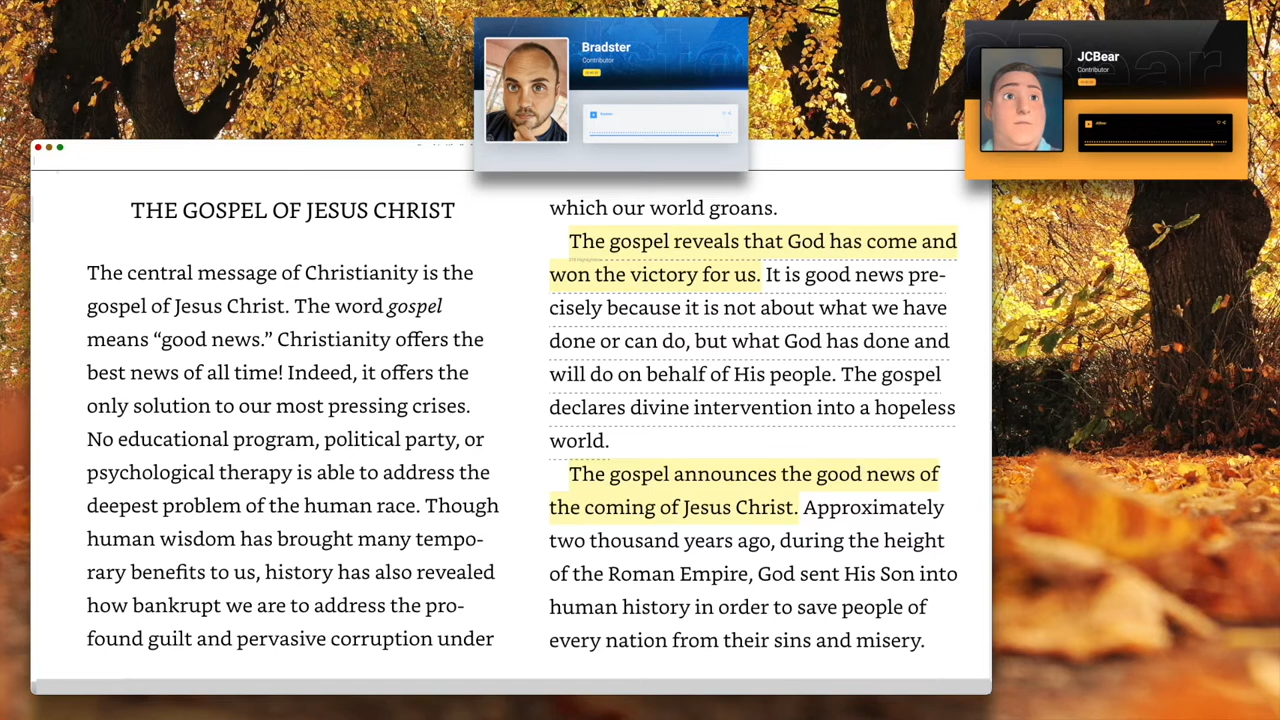 Bradster
Contributor
JCBear
Contributor
THE GOSPEL OF JESUS CHRIST
The central message of Christianity is the
gospel of Jesus Christ. The word gospel
means “good news.” Christianity offers the
best news of all time! Indeed, it offers the
only solution to our most pressing crises.
No educational program, political party, or
psychological therapy is able to address the
deepest problem of the human race. Though
human wisdom has brought many tempo-
rary benefits to us, history has also revealed
how bankrupt we are to address the pro-
found guilt and pervasive corruption under
which our world groans.
The gospel reveals that God has come and
won the victory for us. It is good news pre-
cisely because it is not about what we have
done or can do, but what God has done and
will do on behalf of His people. The gospel
declares divine intervention into a hopeless
world.
The gospel announces the good news of
the coming of Jesus Christ. Approximately
two thousand years ago, during the height
of the Roman Empire, God sent His Son into
human history in order to save people of
every nation from their sins and misery.